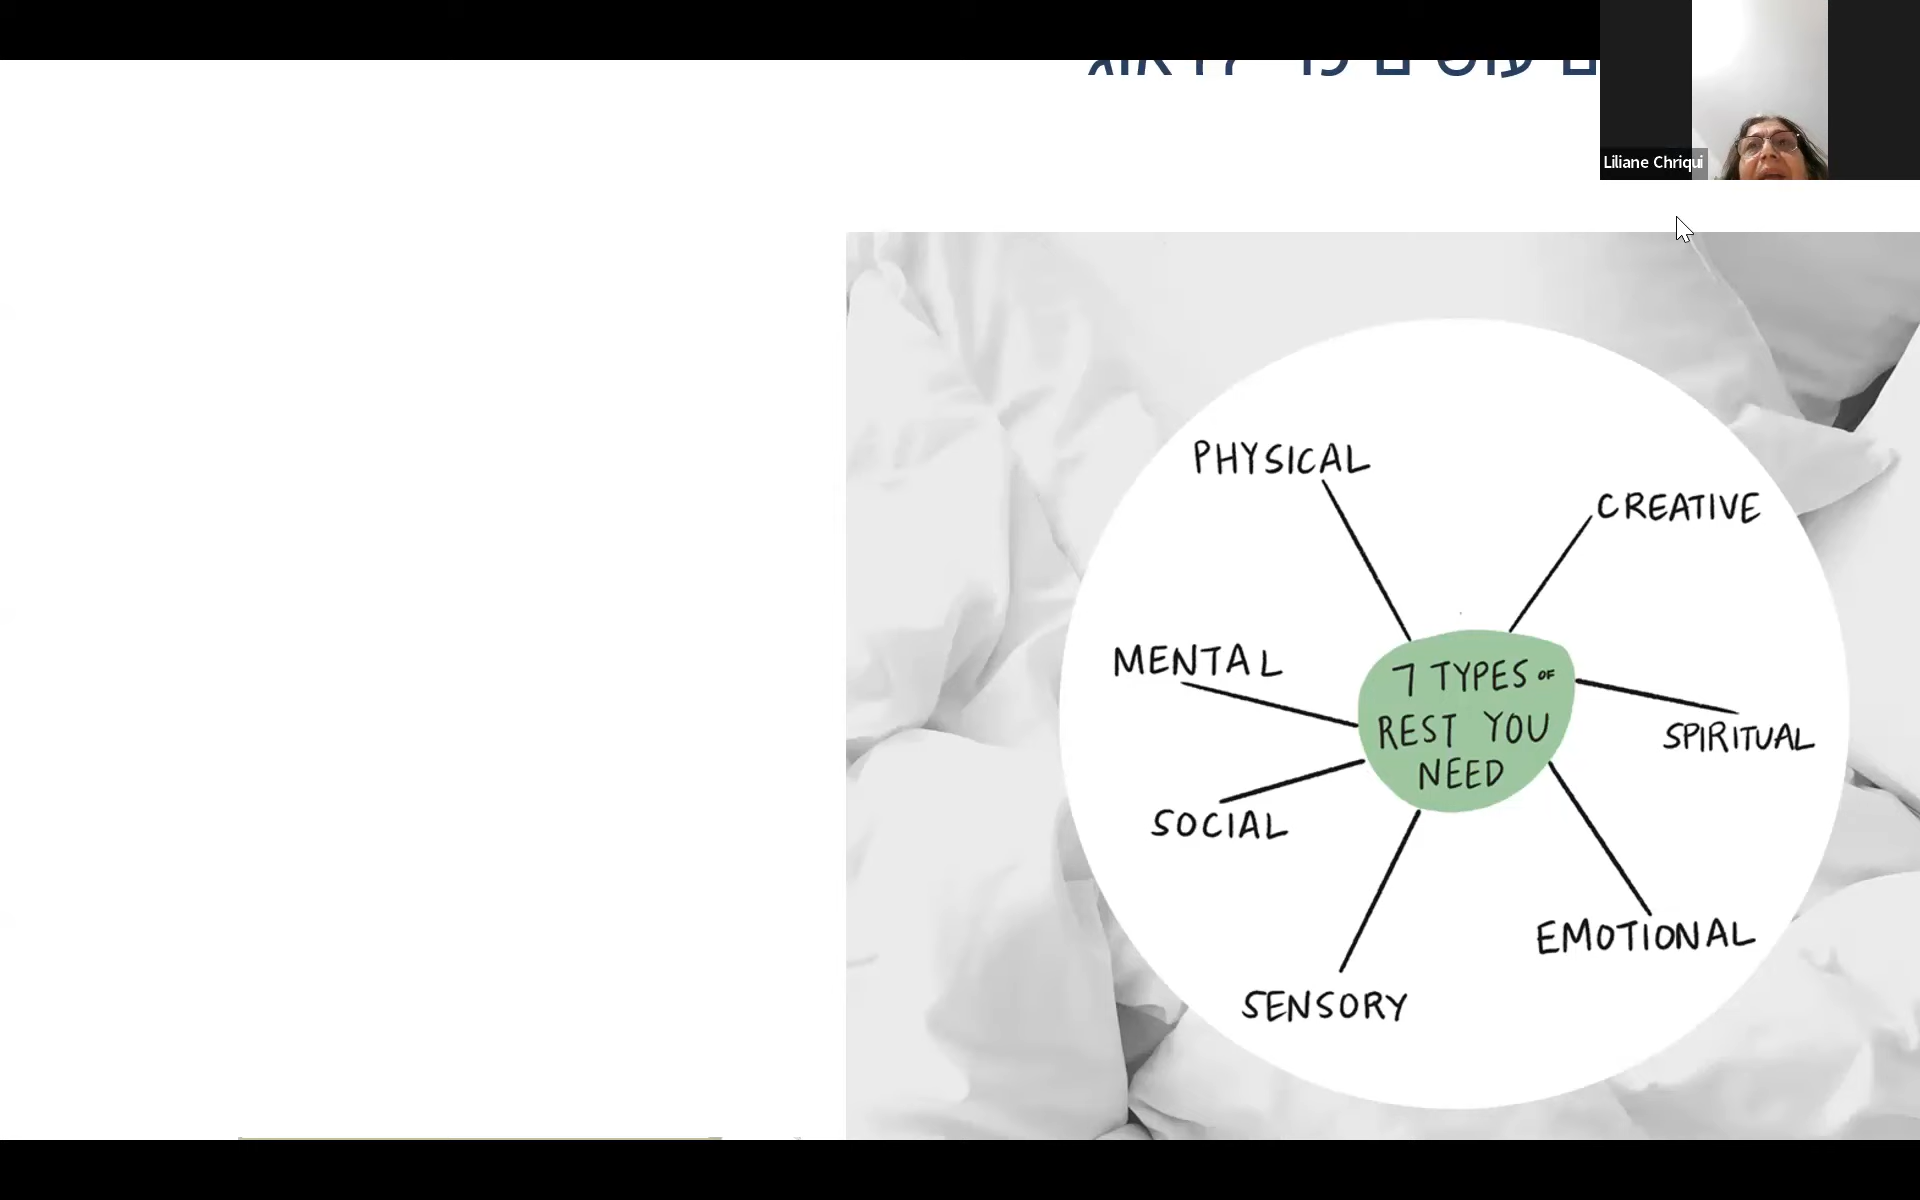 Liliane Chriqui
PHYSICAL
CREATIVE
MENTAL
7 TYPES OF
REST YOU
NEED
SPIRITUAL
SOCIAL
EMOTIONAL
SENSORY